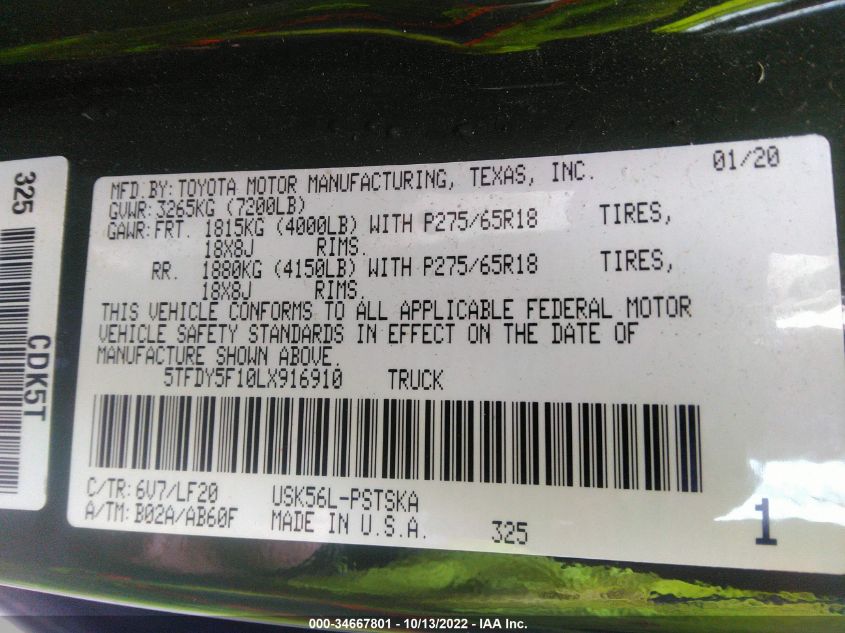 325
CDK5T
01/20
MFD.BY:TOYOTA MOTOR MANUFACTURING, TEXAS, INC.
GVWR:3265KG (7200LB)
GAWR:FRT. 1815KG (4000LB) WITH P275/65R18 TIRES,
18X8J RIMS.
RR. 1880KG (4150LB) WITH P275/65R18 TIRES,
18X8J RIMS.
THIS VEHICLE CONFORMS TO ALL APPLICABLE FEDERAL MOTOR
VEHICLE SAFETY STANDARDS IN EFFECT ON THE DATE OF
MANUFACTURE SHOWN ABOVE.
5TFDY5F10LX916910 TRUCK
C/TR:6V7/LF20 USK56L-PSTSKA
A/TM:B02A/AB60F MADE IN U.S.A. 325
1
000-34667801 - 10/13/2022 - IAA Inc.